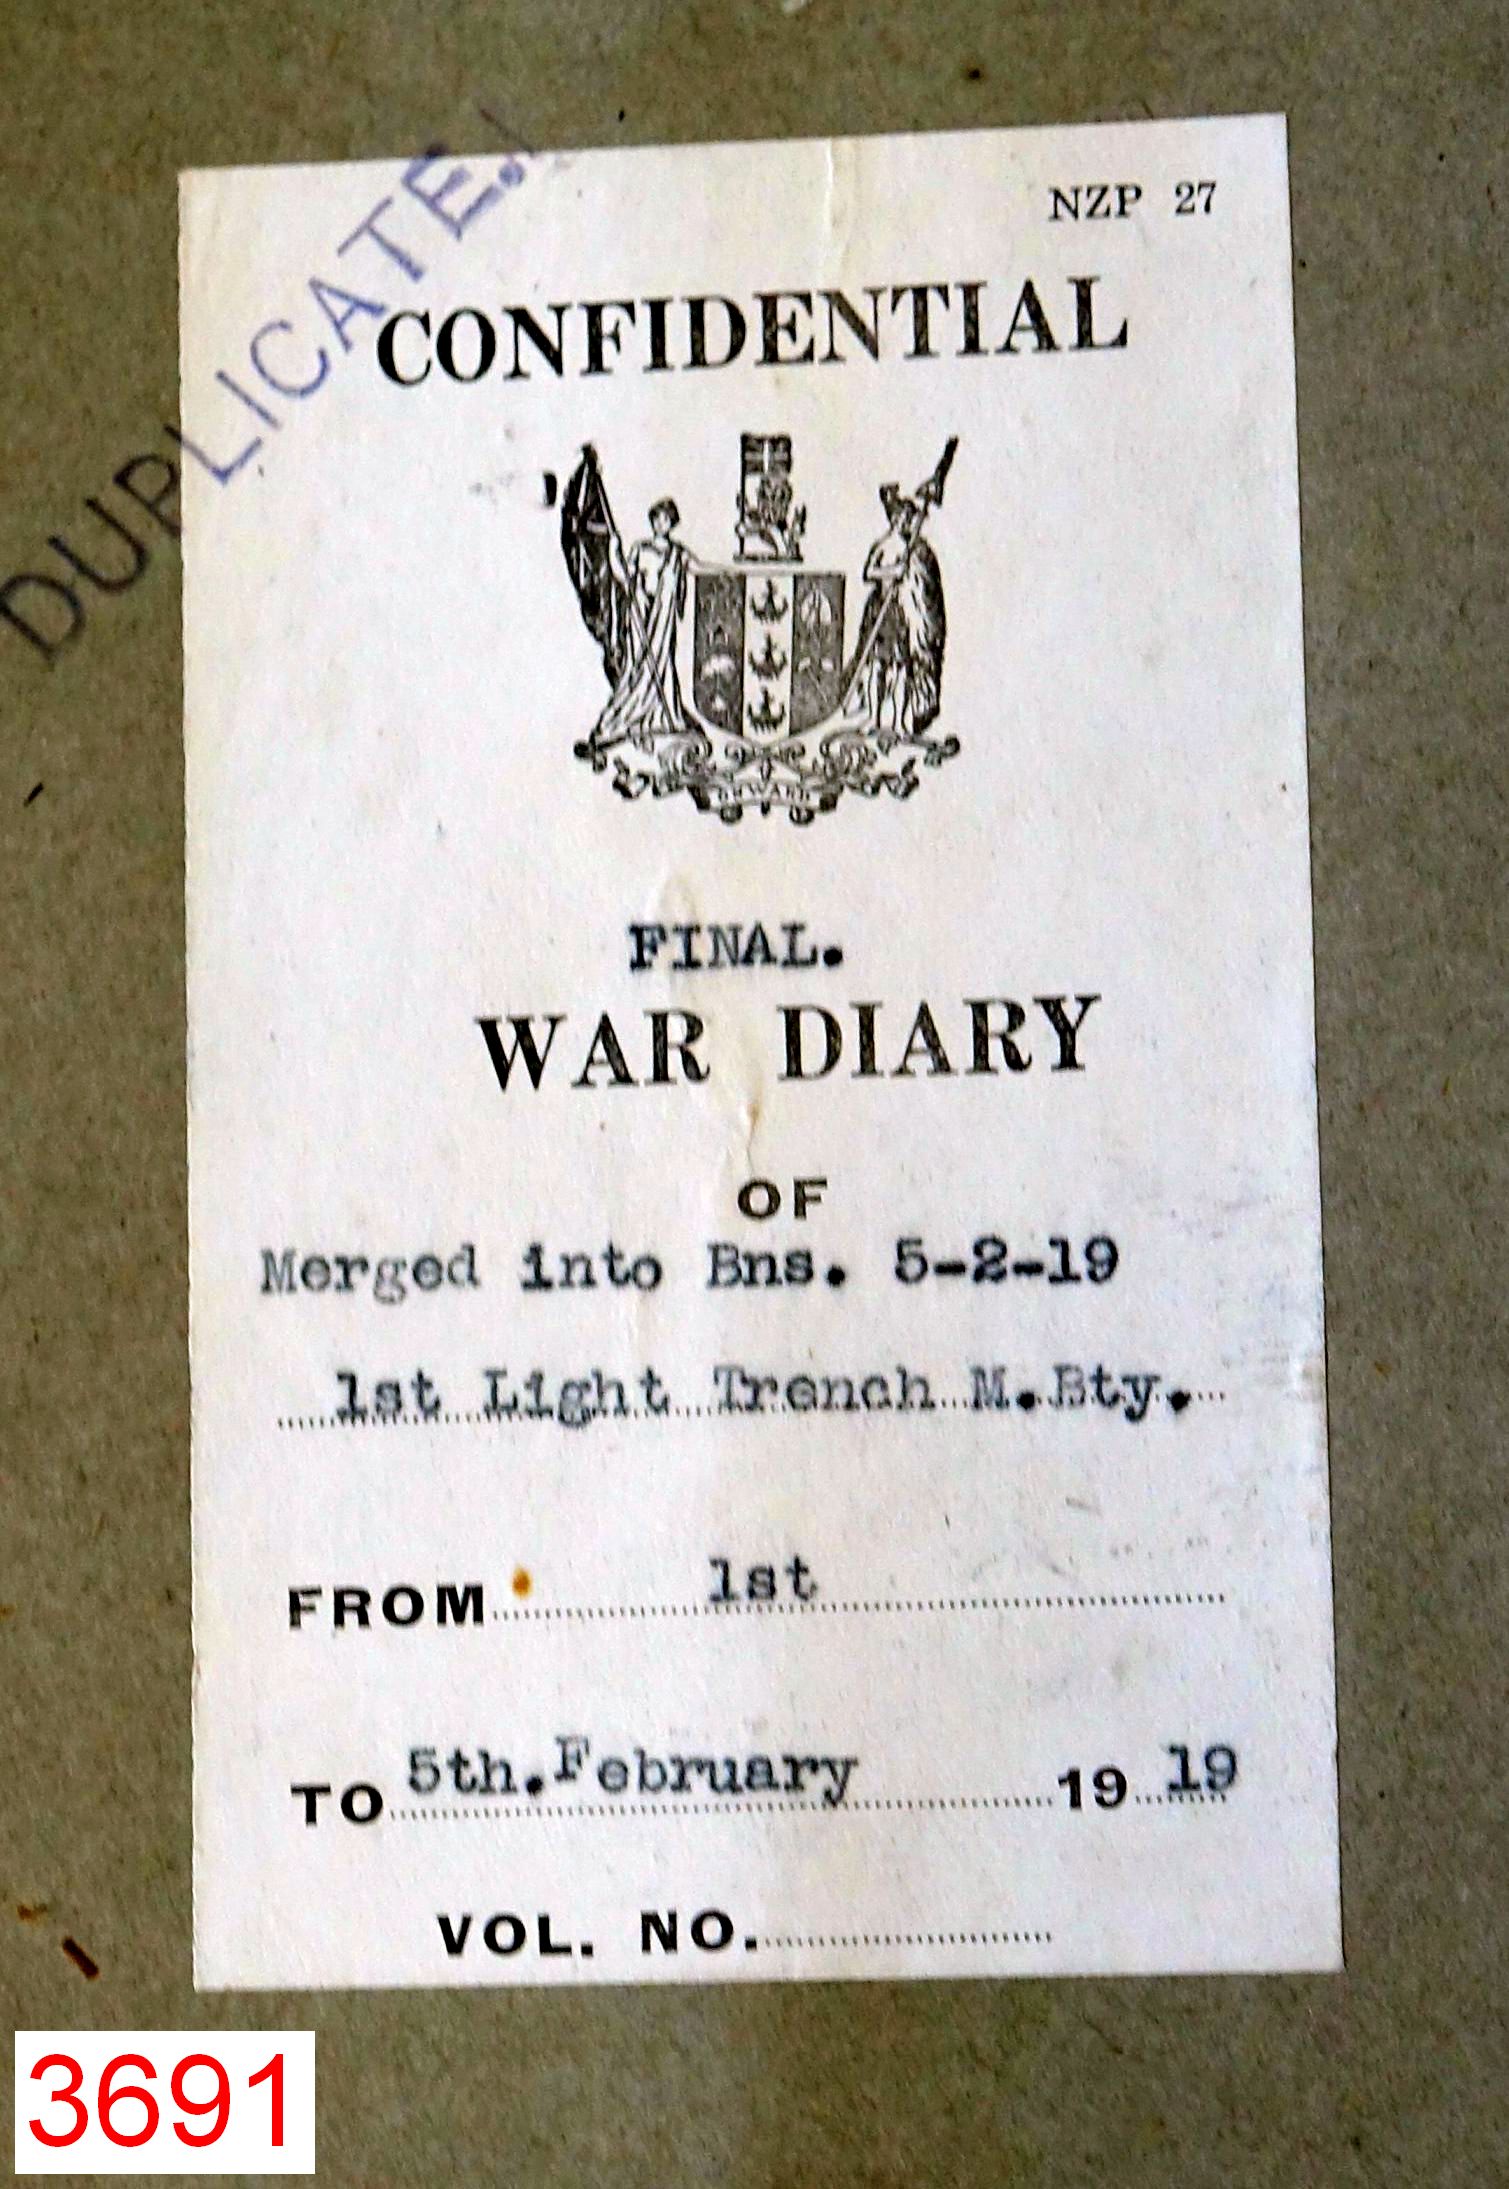 DUPLICATE.
NZP 27
CONFIDENTIAL
ONWARD
FINAL.
WAR DIARY
OF
Merged into Bns. 5-2-19
1st Light Trench M.Bty.
FROM 1st
TO 5th.February 19 19
VOL. NO.
3691